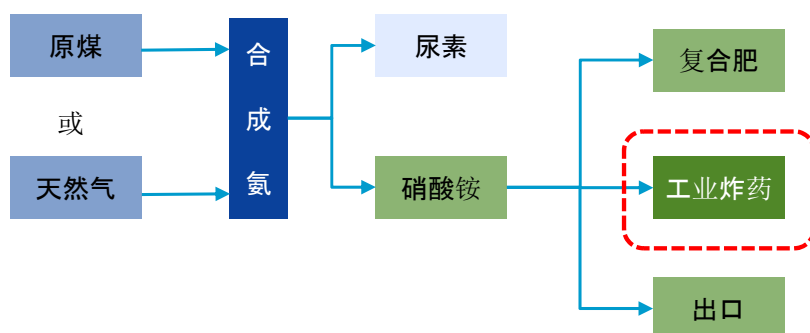 原煤
或
天然气
合
成
氨
尿素
硝酸铵
复合肥
工业炸药
出口